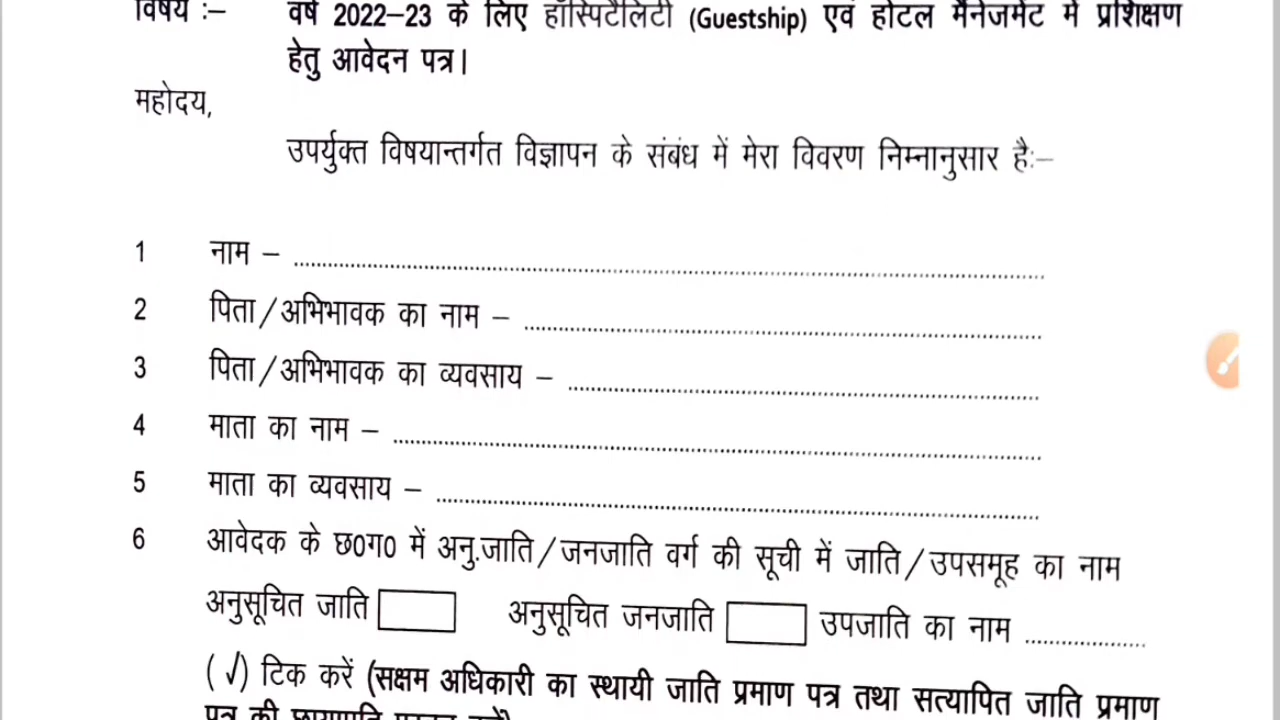 विषय :– वर्ष 2022–23 के लिए हॉस्पिटैलिटी (Guestship) एवं होटल मैनेजमेंट में प्रशिक्षण
हेतु आवेदन पत्र।
महोदय,
उपर्युक्त विषयान्तर्गत विज्ञापन के संबंध में मेरा विवरण निम्नानुसार है:–
1 नाम – ........................
2 पिता/अभिभावक का नाम – ........................
3 पिता/अभिभावक का व्यवसाय – ........................
4 माता का नाम – ........................
5 माता का व्यवसाय – ........................
6 आवेदक के छ0ग0 में अनु.जाति/जनजाति वर्ग की सूची में जाति/उपसमूह का नाम
अनुसूचित जाति अनुसूचित जनजाति उपजाति का नाम ....................
(√) टिक करें (सक्षम अधिकारी का स्थायी जाति प्रमाण पत्र तथा सत्यापित जाति प्रमाण
पत्र की छायाप्रति